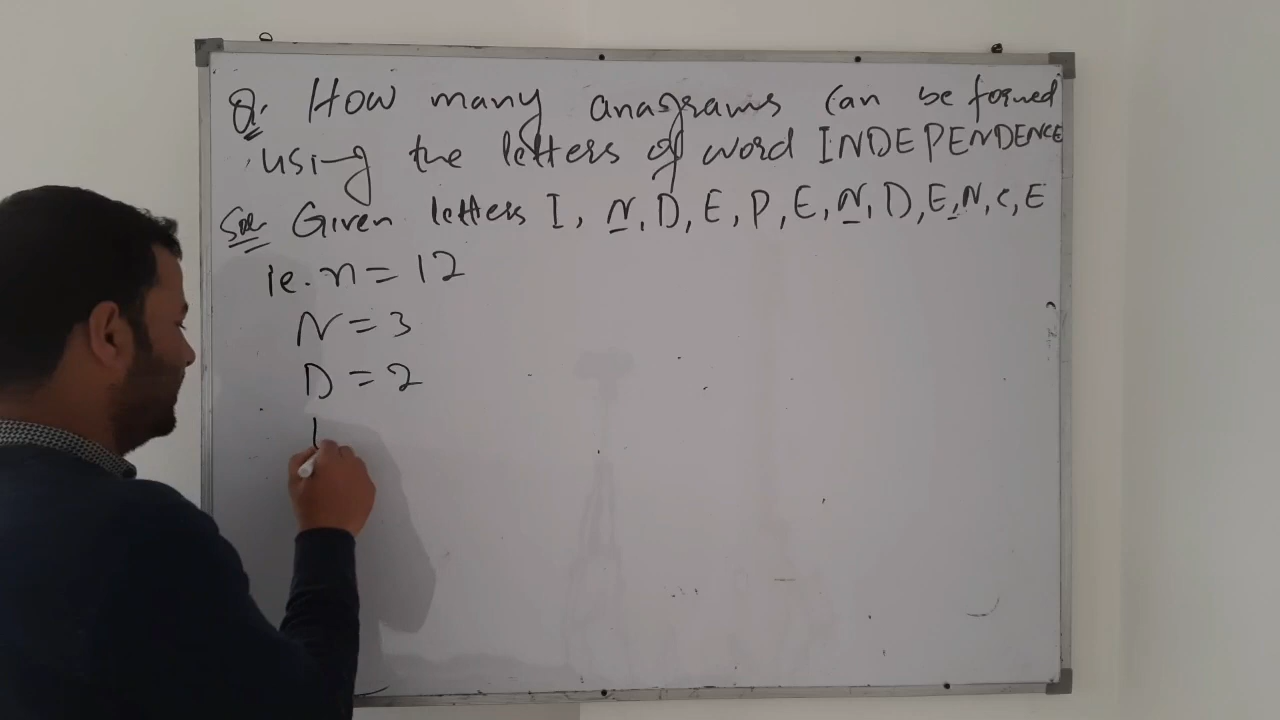 Q. How many anagrams can be formed
using the letters of word INDEPENDENCE
Sol Given letters I, N, D, E, P, E, N, D, E, N, C, E
ie. n = 12
N = 3
D = 2